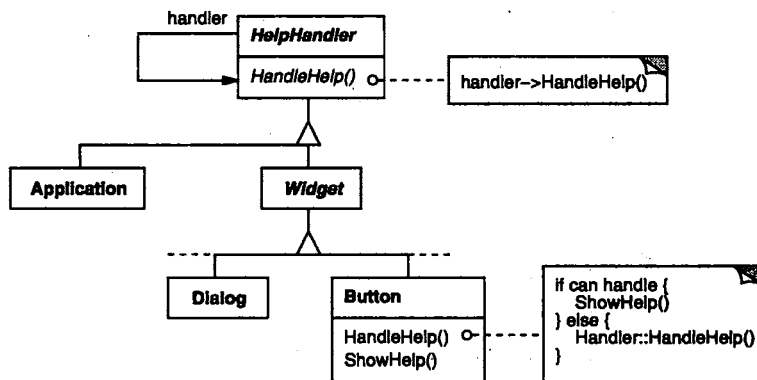 handler
HelpHandler
HandleHelp()
handler–>HandleHelp()
Application
Widget
Dialog
Button
HandleHelp()
ShowHelp()
if can handle {
ShowHelp()
} else {
Handler::HandleHelp()
}